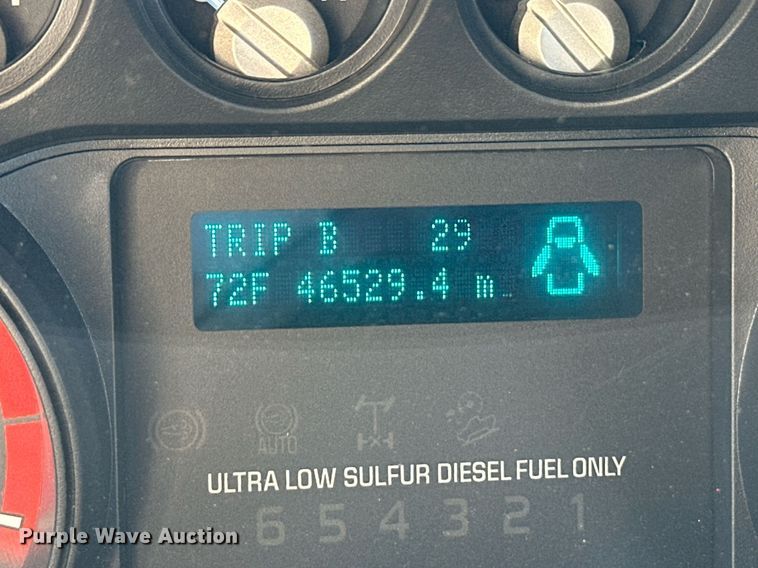 TRIP B 29
72F 46529.4 m
AUTO
ULTRA LOW SULFUR DIESEL FUEL ONLY
6 5 4 3 2 1
Purple Wave Auction